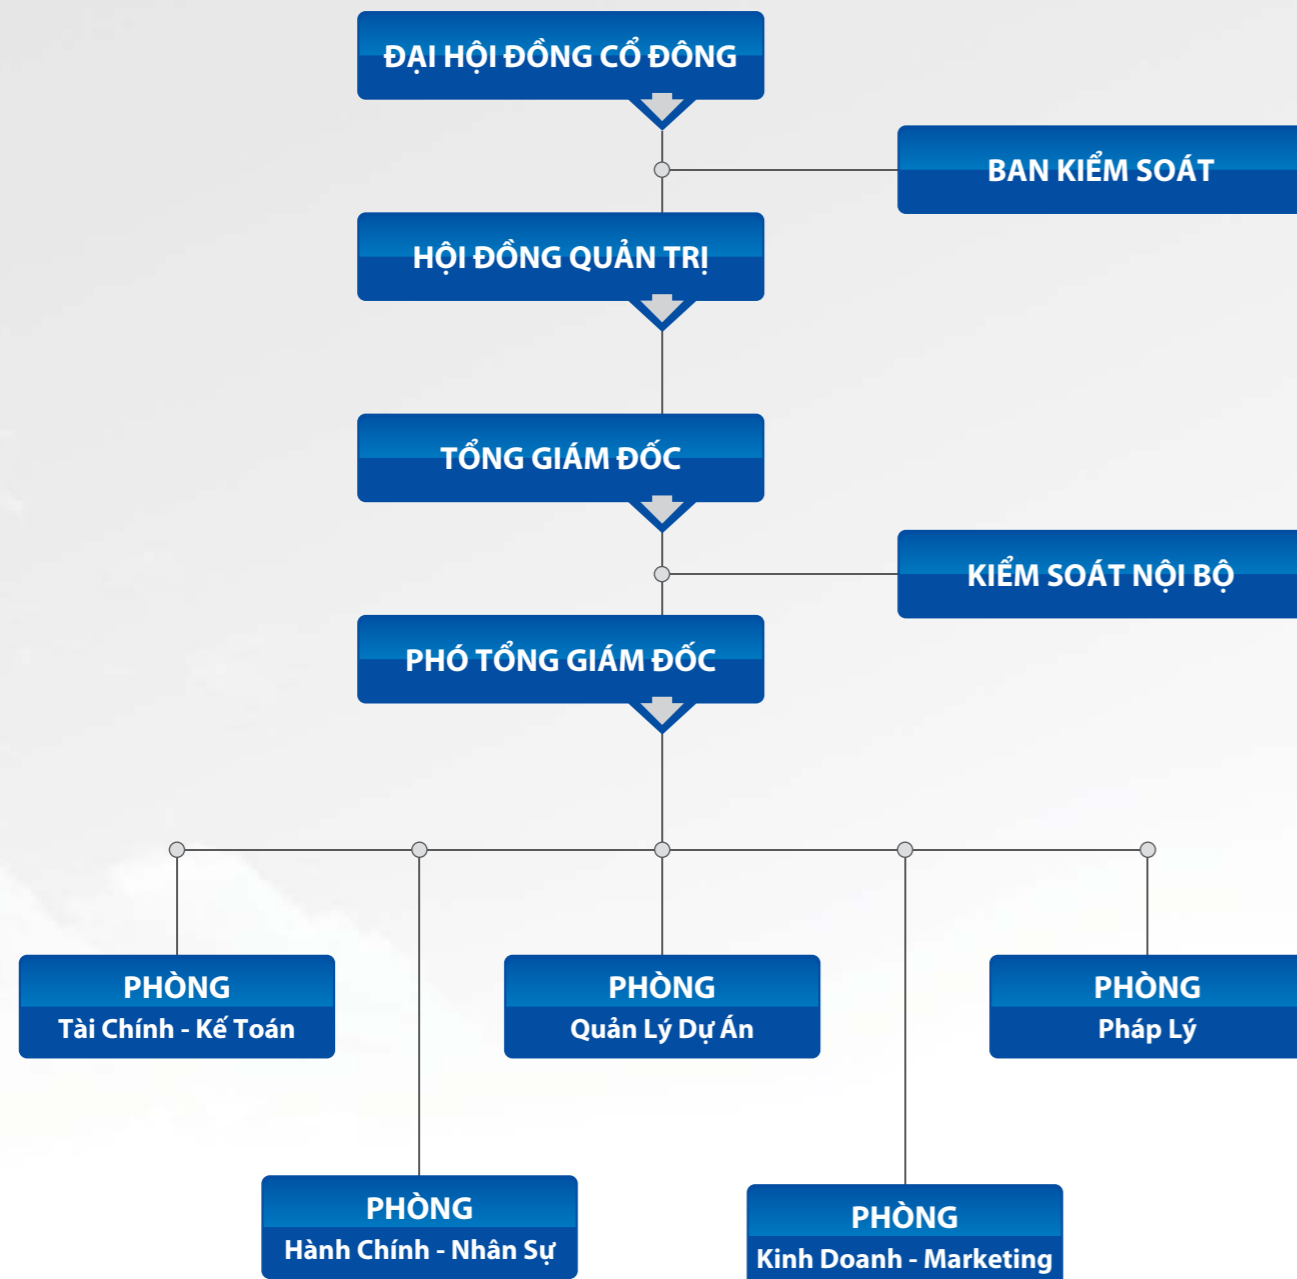 ĐẠI HỘI ĐỒNG CỔ ĐÔNG
BAN KIỂM SOÁT
HỘI ĐỒNG QUẢN TRỊ
TỔNG GIÁM ĐỐC
KIỂM SOÁT NỘI BỘ
PHÓ TỔNG GIÁM ĐỐC
PHÒNG
Tài Chính - Kế Toán
PHÒNG
Quản Lý Dự Án
PHÒNG
Pháp Lý
PHÒNG
Hành Chính - Nhân Sự
PHÒNG
Kinh Doanh - Marketing